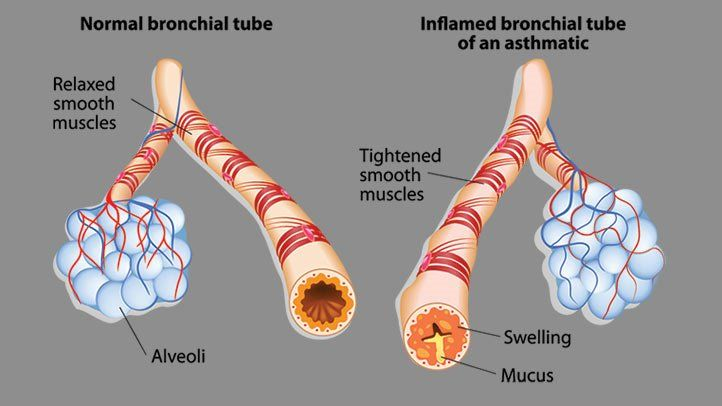 Normal bronchial tube
Relaxed
smooth
muscles
Alveoli
Inflamed bronchial tube
of an asthmatic
Tightened
smooth
muscles
Swelling
Mucus